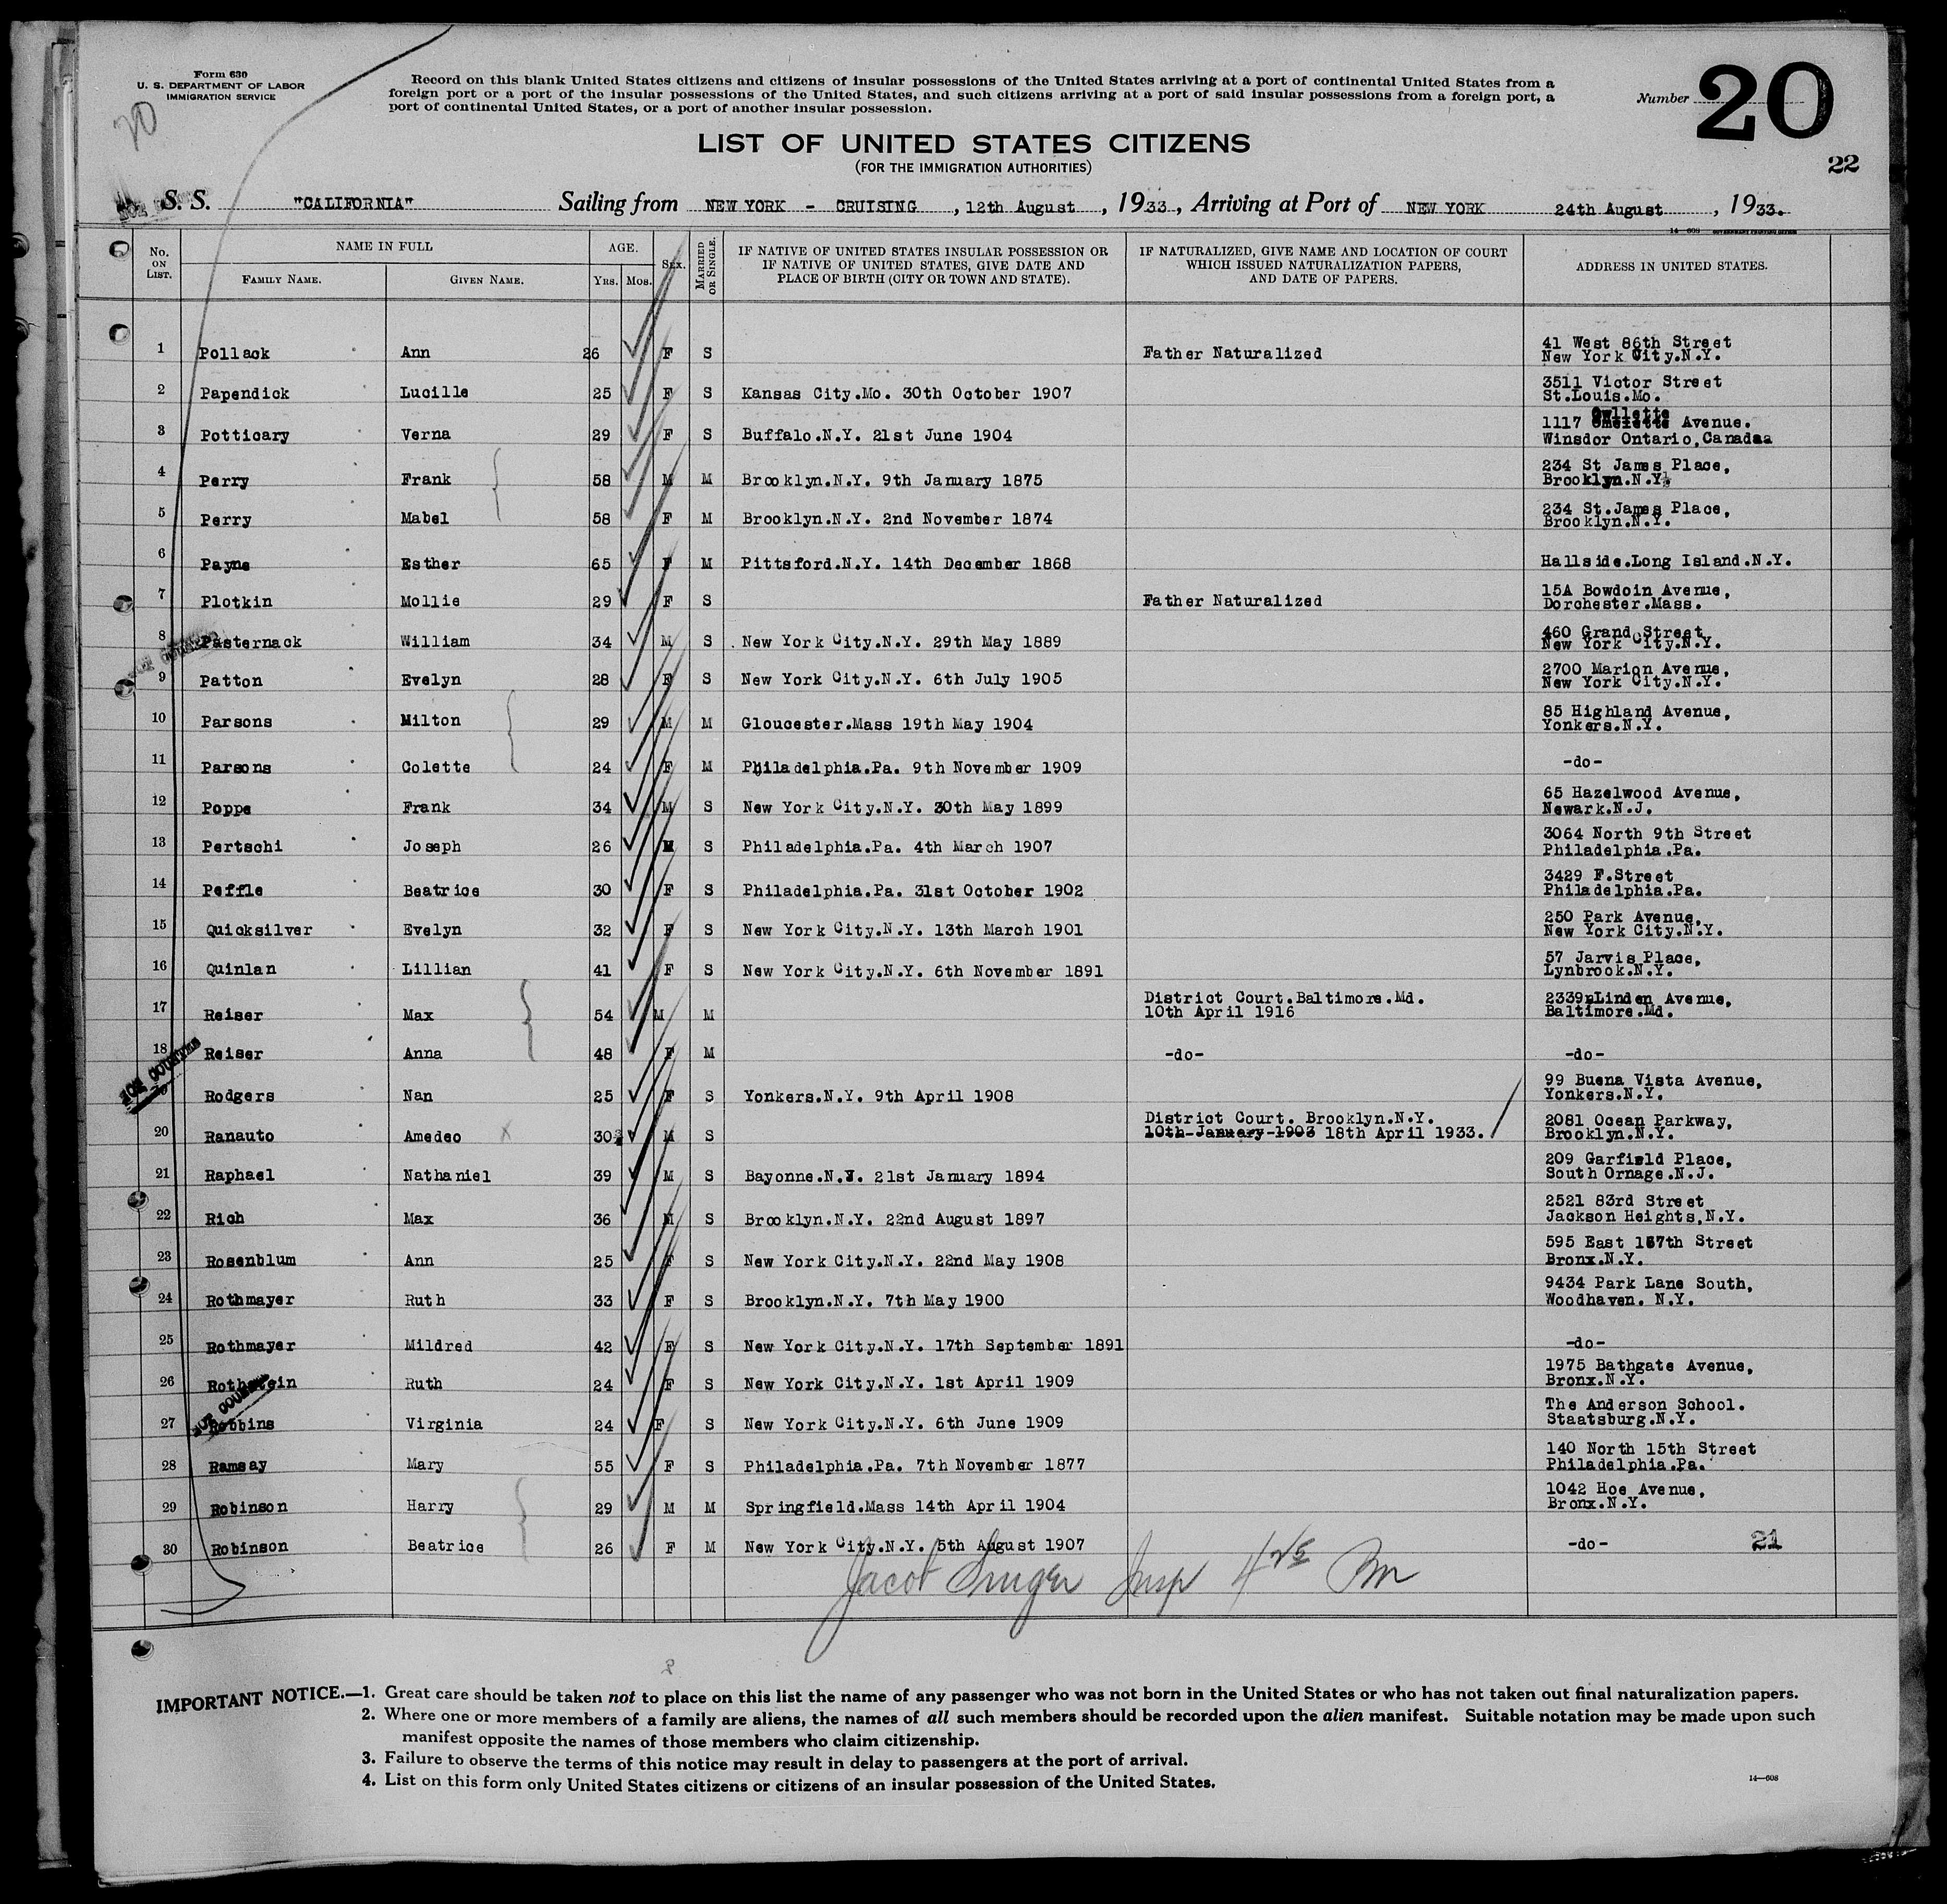 Form 630
U. S. DEPARTMENT OF LABOR
IMMIGRATION SERVICE
20
Record on this blank United States citizens and citizens of insular possessions of the United States arriving at a port of continental United States from a
foreign port or a port of the insular possessions of the United States, and such citizens arriving at a port of said insular possessions from a foreign port, a
port of continental United States, or a port of another insular possession.
Number 20
22
LIST OF UNITED STATES CITIZENS
(FOR THE IMMIGRATION AUTHORITIES)
S. S. "CALIFORNIA" Sailing from NEW YORK - CRUISING, 12th August, 1933, Arriving at Port of NEW YORK 24th August, 1933.
14-608 GOVERNMENT PRINTING OFFICE
No. ON LIST. NAME IN FULL FAMILY NAME. GIVEN NAME. AGE. YRS. MOS. SEX. MARRIED OR SINGLE. IF NATIVE OF UNITED STATES INSULAR POSSESSION OR IF NATIVE OF UNITED STATES, GIVE DATE AND PLACE OF BIRTH (CITY OR TOWN AND STATE). IF NATURALIZED, GIVE NAME AND LOCATION OF COURT WHICH ISSUED NATURALIZATION PAPERS, AND DATE OF PAPERS. ADDRESS IN UNITED STATES.
1 Pollack Ann 26 F S Father Naturalized 41 West 86th Street New York City.N.Y.
2 Papendick Lucille 25 F S Kansas City.Mo. 30th October 1907 3511 Victor Street St.Louis.Mo.
3 Potticary Verna 29 F S Buffalo.N.Y. 21st June 1904 1117 Oullette Avenue. Winsdor Ontario,Canada
4 Perry Frank 58 M M Brooklyn.N.Y. 9th January 1875 234 St James Place, Brooklyn.N.Y.
5 Perry Mabel 58 F M Brooklyn.N.Y. 2nd November 1874 234 St.James Place, Brooklyn.N.Y.
6 Payne Esther 65 F M Pittsford.N.Y. 14th December 1868 Hallside.Long Island.N.Y.
7 Plotkin Mollie 29 F S Father Naturalized 15A Bowdoin Avenue, Dorchester.Mass.
8 Pasternack William 34 M S New York City.N.Y. 29th May 1889 460 Grand Street New York City.N.Y.
9 Patton Evelyn 28 F S New York City.N.Y. 6th July 1905 2700 Marion Avenue, New York City.N.Y.
10 Parsons Milton 29 M M Gloucester.Mass 19th May 1904 85 Highland Avenue, Yonkers.N.Y.
11 Parsons Colette 24 F M Philadelphia.Pa. 9th November 1909 -do-
12 Poppe Frank 34 M S New York City.N.Y. 30th May 1899 65 Hazelwood Avenue, Newark.N.J.
13 Pertschi Joseph 26 M S Philadelphia.Pa. 4th March 1907 3064 North 9th Street Philadelphia.Pa.
14 Peffle Beatrice 30 F S Philadelphia.Pa. 31st October 1902 3429 F.Street Philadelphia.Pa.
15 Quicksilver Evelyn 32 F S New York City.N.Y. 13th March 1901 250 Park Avenue, New York City.N.Y.
16 Quinlan Lillian 41 F S New York City.N.Y. 6th November 1891 57 Jarvis Place, Lynbrook.N.Y.
17 Reiser Max 54 M M District Court.Baltimore.Md. 10th April 1916 2339 Linden Avenue, Baltimore.Md.
18 Reiser Anna 48 F M -do- -do-
NOT COUNTED
Rodgers Nan 25 F S Yonkers.N.Y. 9th April 1908 99 Buena Vista Avenue, Yonkers.N.Y.
20 Ranauto Amedeo X 30 M S District Court. Brooklyn.N.Y. 10th January 1903 18th April 1933. 2081 Ocean Parkway, Brooklyn.N.Y.
21 Raphael Nathaniel 39 M S Bayonne.N.J. 21st January 1894 209 Garfield Place, South Ornage.N.J.
22 Rich Max 36 M S Brooklyn.N.Y. 22nd August 1897 2521 83rd Street Jackson Heights,N.Y.
23 Rosenblum Ann 25 F S New York City.N.Y. 22nd May 1908 595 East 167th Street Bronx.N.Y.
24 Rothmayer Ruth 33 F S Brooklyn.N.Y. 7th May 1900 9434 Park Lane South, Woodhaven. N.Y.
25 Rothmayer Mildred 42 F S New York City.N.Y. 17th September 1891 -do-
26 Rothstein Ruth 24 F S New York City.N.Y. 1st April 1909 1975 Bathgate Avenue, Bronx.N.Y.
NOT COUNTED
27 Robbins Virginia 24 F S New York City.N.Y. 6th June 1909 The Anderson School. Staatsburg.N.Y.
28 Ramsay Mary 55 F S Philadelphia.Pa. 7th November 1877 140 North 15th Street Philadelphia.Pa.
29 Robinson Harry 29 M M Springfield.Mass 14th April 1904 1042 Hoe Avenue, Bronx.N.Y.
30 Robinson Beatrice 26 F M New York City.N.Y. 5th August 1907 -do- 21
Jacob Insp
IMPORTANT NOTICE.—1. Great care should be taken not to place on this list the name of any passenger who was not born in the United States or who has not taken out final naturalization papers.
2. Where one or more members of a family are aliens, the names of all such members should be recorded upon the alien manifest. Suitable notation may be made upon such
manifest opposite the names of those members who claim citizenship.
3. Failure to observe the terms of this notice may result in delay to passengers at the port of arrival.
4. List on this form only United States citizens or citizens of an insular possession of the United States.
14—608